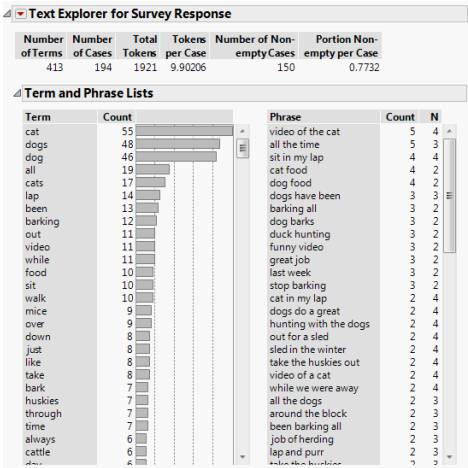 Text Explorer for Survey Response
Number Number Total Tokens Number of Non- Portion Non-
of Terms of Cases Tokens per Case empty Cases empty per Case
413 194 1921 9.90206 150 0.7732
Term and Phrase Lists
Term Count
cat 55
dogs 48
dog 46
all 19
cats 17
lap 14
been 13
barking 12
out 11
video 11
while 11
food 10
sit 10
walk 10
mice 9
over 9
down 8
just 8
like 8
take 8
bark 7
huskies 7
through 7
time 7
always 6
cattle 6
day 6
Phrase Count N
video of the cat 5 4
all the time 5 3
sit in my lap 4 4
cat food 4 2
dog food 4 2
dogs have been 3 3
barking all 3 2
dog barks 3 2
duck hunting 3 2
funny video 3 2
great job 3 2
last week 3 2
stop barking 3 2
cat in my lap 2 4
dogs do a great 2 4
hunting with the dogs 2 4
out for a sled 2 4
sled in the winter 2 4
take the huskies out 2 4
video of a cat 2 4
while we were away 2 4
all the dogs 2 3
around the block 2 3
been barking all 2 3
job of herding 2 3
lap and purr 2 3
take the huskies 2 3